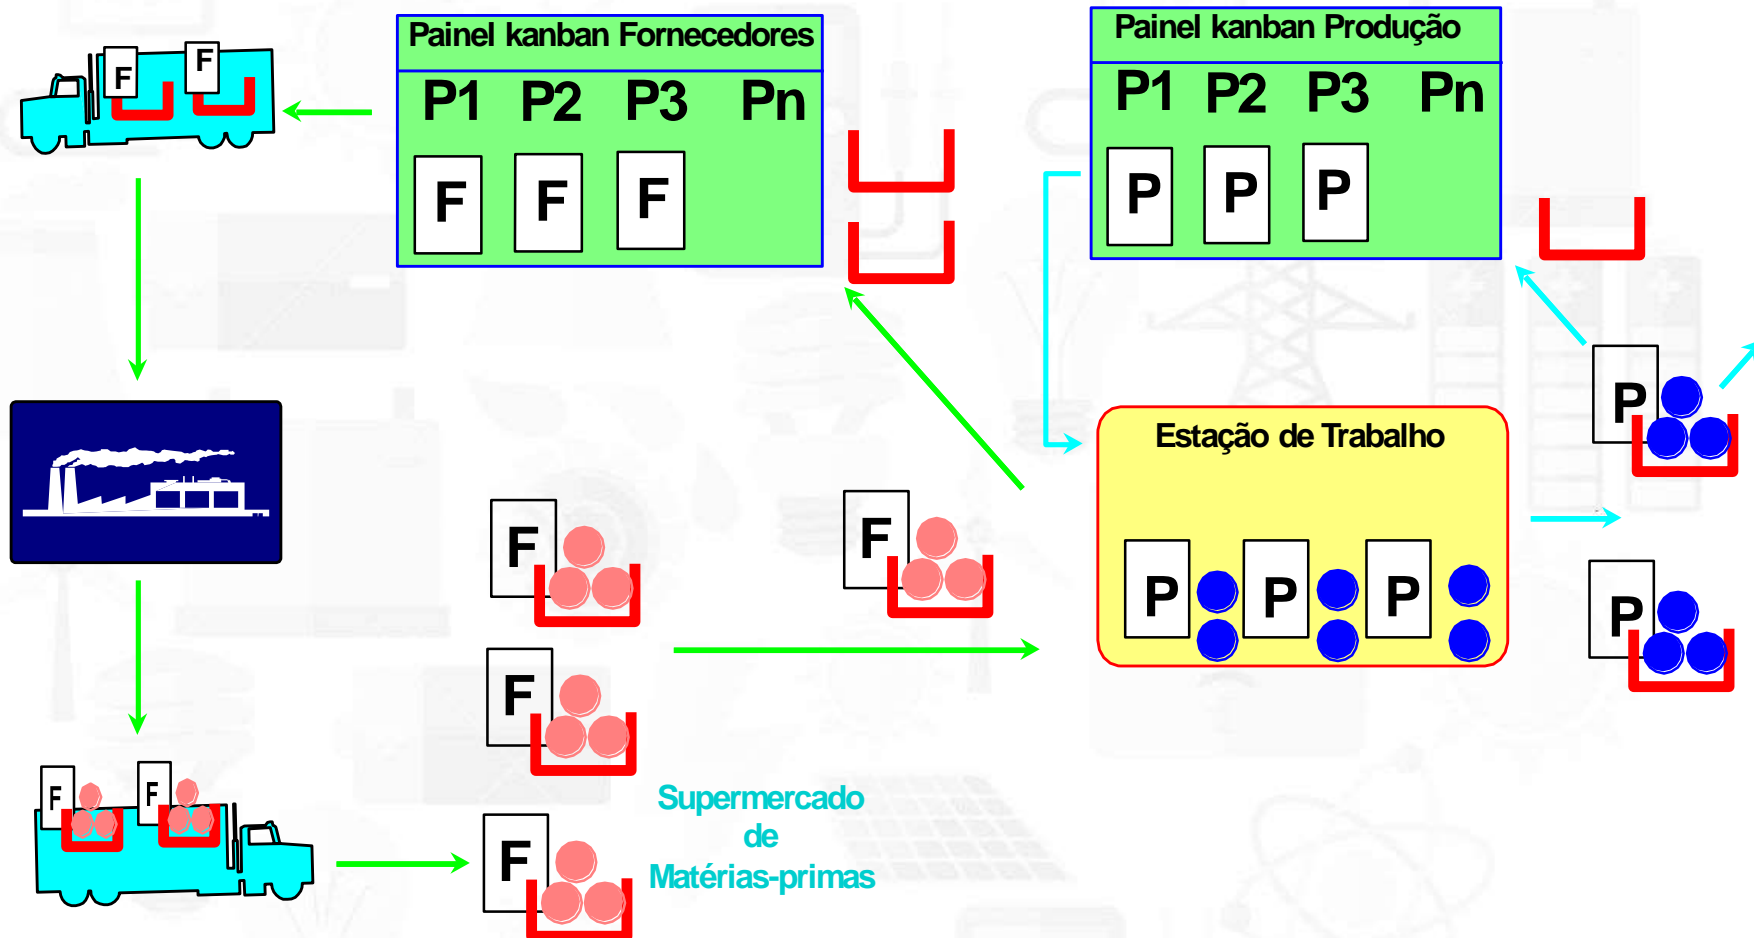 Painel kanban Fornecedores
P1 P2 P3 Pn
F F F
Painel kanban Produção
P1 P2 P3 Pn
P P P
F F
P
Estação de Trabalho
P P P
P
F
F
F
F
F F
Supermercado
de
Matérias-primas